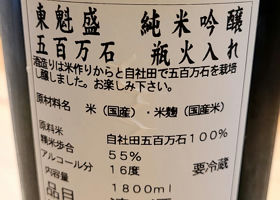 東魁盛 純米吟醸
五百万石 瓶火入れ
酒造りは米作りからと自社田で五百万石を栽培
し醸しました。お楽しみ下さい。
原材料名 米（国産）・米麹（国産米）
原料米 自社田五百万石100%
精米歩合 55%
アルコール分 16度 要冷蔵
内容量 1800ml
品目